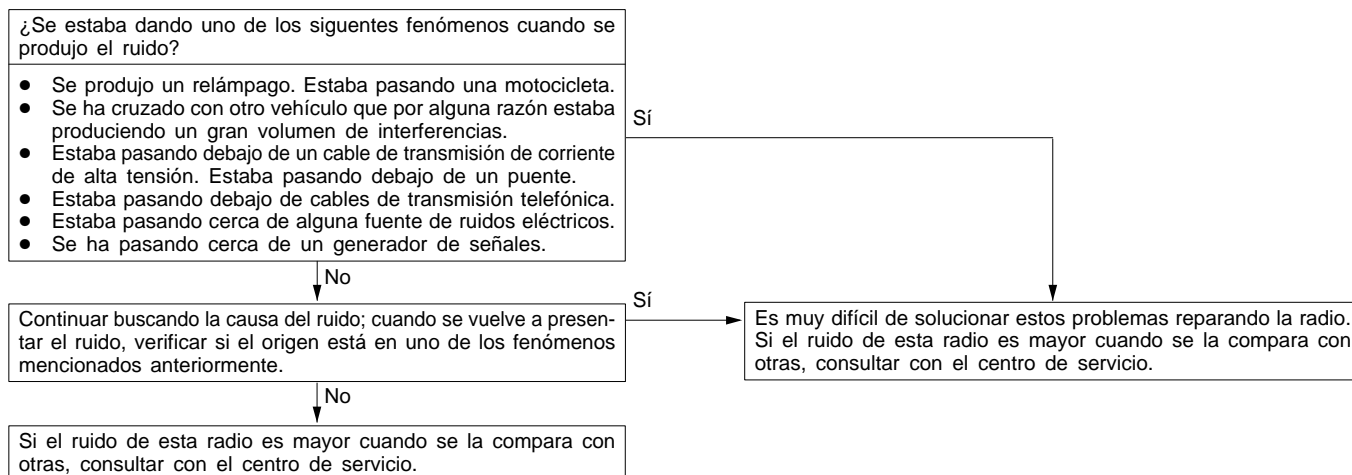 ¿Se estaba dando uno de los siguentes fenómenos cuando se
produjo el ruido?
● Se produjo un relámpago. Estaba pasando una motocicleta.
● Se ha cruzado con otro vehículo que por alguna razón estaba
produciendo un gran volumen de interferencias.
● Estaba pasando debajo de un cable de transmisión de corriente
de alta tensión. Estaba pasando debajo de un puente.
● Estaba pasando debajo de cables de transmisión telefónica.
● Estaba pasando cerca de alguna fuente de ruidos eléctricos.
● Se ha pasando cerca de un generador de señales.
Sí
No
Continuar buscando la causa del ruido; cuando se vuelve a presen-
tar el ruido, verificar si el origen está en uno de los fenómenos
mencionados anteriormente.
Sí
Es muy difícil de solucionar estos problemas reparando la radio.
Si el ruido de esta radio es mayor cuando se la compara con
otras, consultar con el centro de servicio.
No
Si el ruido de esta radio es mayor cuando se la compara con
otras, consultar con el centro de servicio.